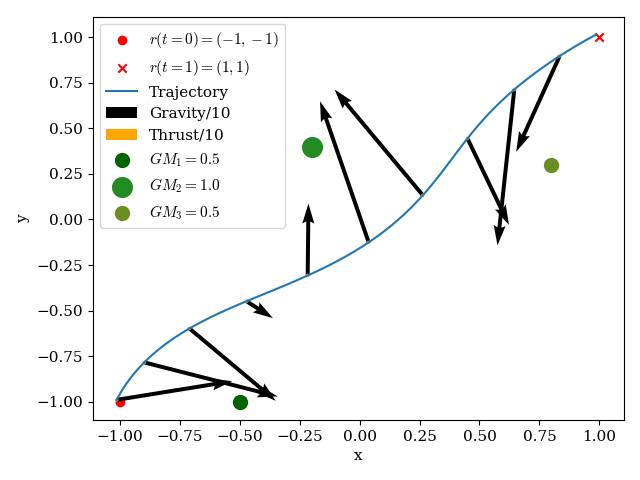 r(t = 0) = (−1, −1)
r(t = 1) = (1, 1)
Trajectory
Gravity/10
Thrust/10
GM₁ = 0.5
GM₂ = 1.0
GM₃ = 0.5
1.00
0.75
0.50
0.25
0.00
−0.25
−0.50
−0.75
−1.00
y
−1.00 −0.75 −0.50 −0.25 0.00 0.25 0.50 0.75 1.00
x